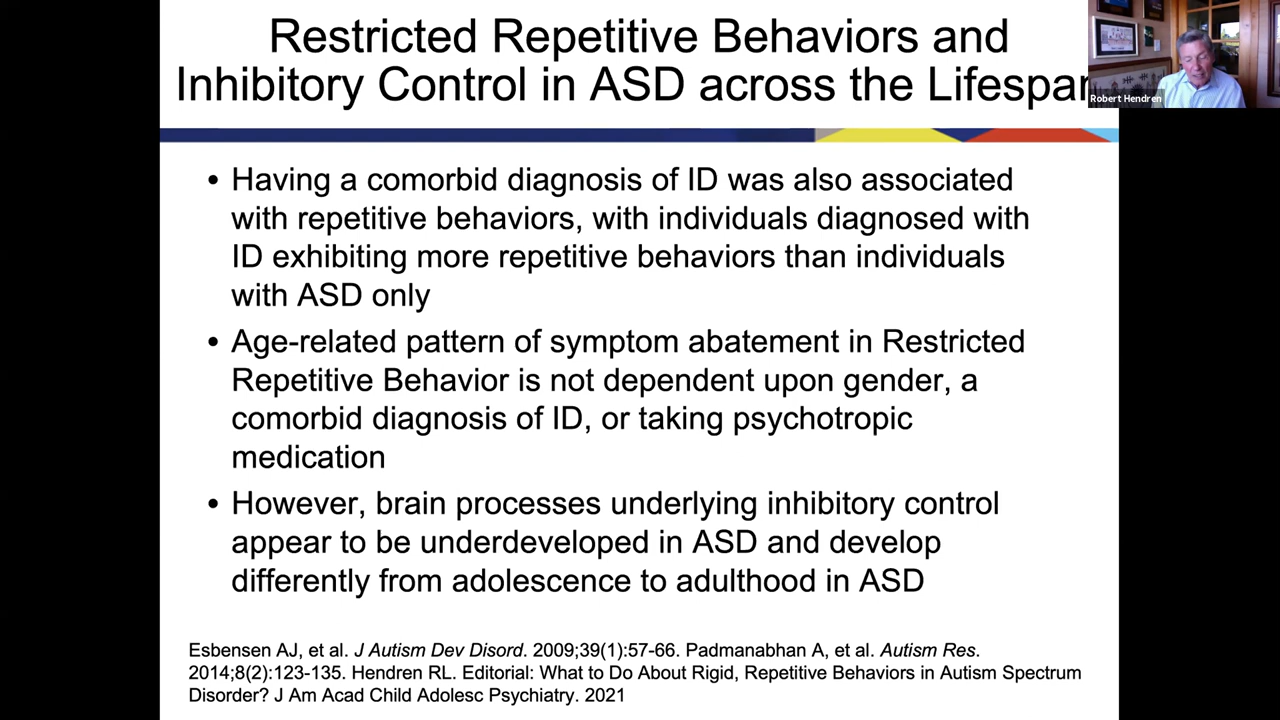 Restricted Repetitive Behaviors and
Inhibitory Control in ASD across the Lifespan
Robert Hendren
• Having a comorbid diagnosis of ID was also associated
with repetitive behaviors, with individuals diagnosed with
ID exhibiting more repetitive behaviors than individuals
with ASD only
• Age-related pattern of symptom abatement in Restricted
Repetitive Behavior is not dependent upon gender, a
comorbid diagnosis of ID, or taking psychotropic
medication
• However, brain processes underlying inhibitory control
appear to be underdeveloped in ASD and develop
differently from adolescence to adulthood in ASD
Esbensen AJ, et al. J Autism Dev Disord. 2009;39(1):57-66. Padmanabhan A, et al. Autism Res.
2014;8(2):123-135. Hendren RL. Editorial: What to Do About Rigid, Repetitive Behaviors in Autism Spectrum
Disorder? J Am Acad Child Adolesc Psychiatry. 2021